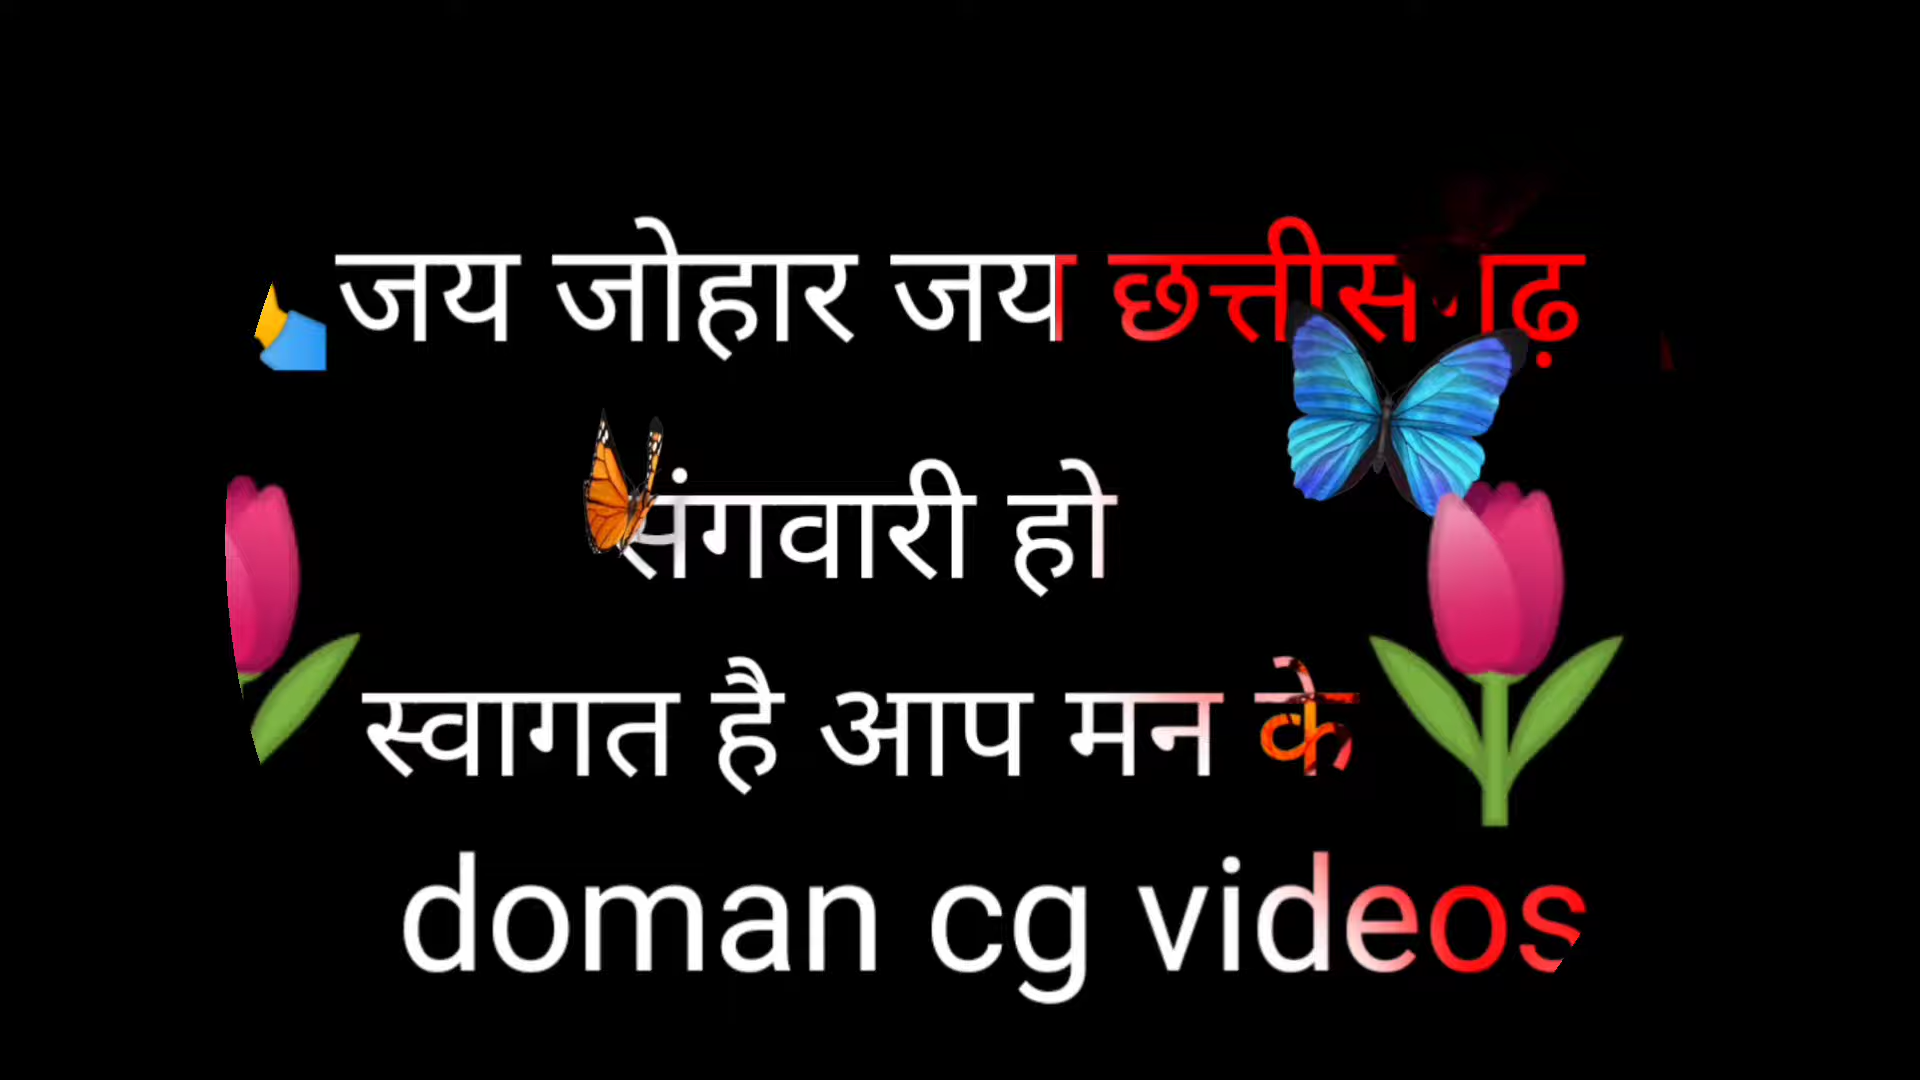 जय जोहार जय छत्तीसगढ़
संगवारी हो
स्वागत है आप मन के
doman cg videos